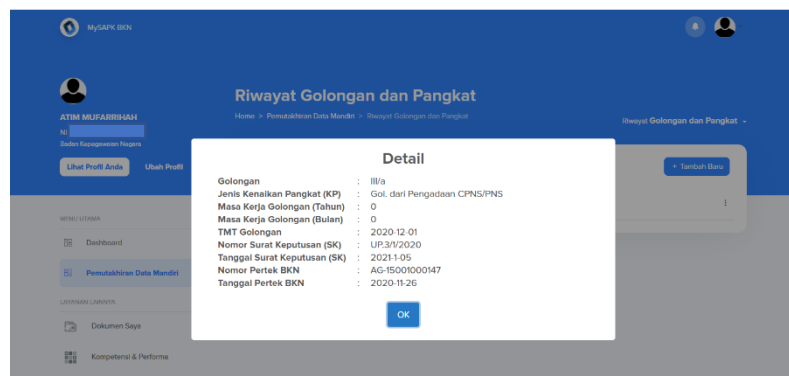 MySAPK BKN
ATIM MUFARRIHAH
NI
Badan Kepegawaian Negara
Lihat Profil Anda
Ubah Profil
Riwayat Golongan dan Pangkat
Home > Pemutakhiran Data Mandiri > Riwayat Golongan dan Pangkat
Riwayat Golongan dan Pangkat
+ Tambah Baru
MENU UTAMA
Dashboard
Pemutakhiran Data Mandiri
LAYANAN LAINNYA
Dokumen Saya
Kompetensi & Performa
Detail
Golongan : III/a
Jenis Kenaikan Pangkat (KP) : Gol. dari Pengadaan CPNS/PNS
Masa Kerja Golongan (Tahun) : 0
Masa Kerja Golongan (Bulan) : 0
TMT Golongan : 2020-12-01
Nomor Surat Keputusan (SK) : UP.3/1/2020
Tanggal Surat Keputusan (SK) : 2021-1-05
Nomor Pertek BKN : AG-15001000147
Tanggal Pertek BKN : 2020-11-26
OK